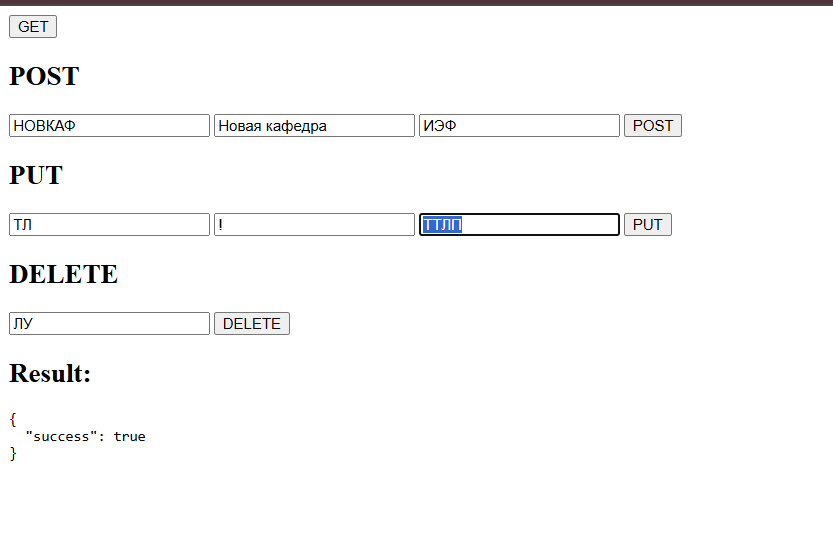 GET
POST
НОВКАФ Новая кафедра ИЭФ POST
PUT
ТЛ ! ТТЛП PUT
DELETE
ЛУ DELETE
Result:
{
  "success": true
}